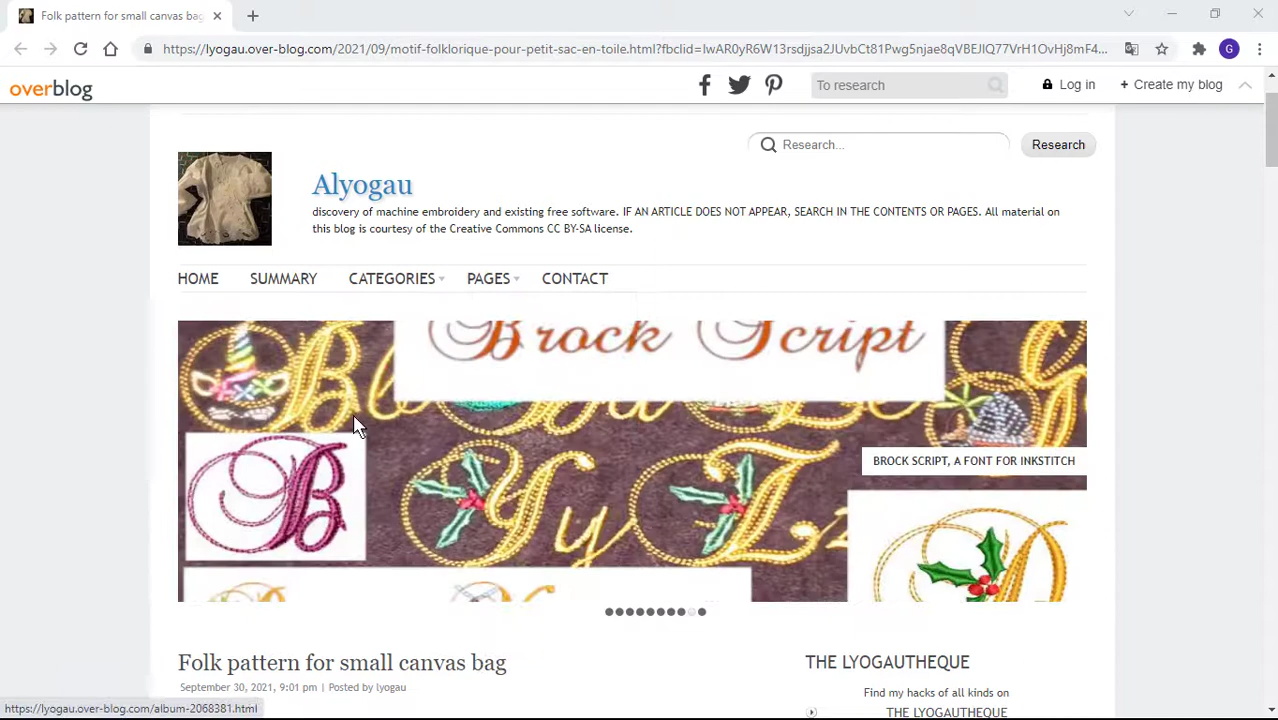 Folk pattern for small canvas bag
https://lyogau.over-blog.com/2021/09/motif-folklorique-pour-petit-sac-en-toile.html?fbclid=IwAR0yR6W13rsdjjsa2JUvbCt81Pwg5njae8qVBEJIQ77VrH1OvHj8mF4...
G
overblog
To research
Log in
+ Create my blog
Research...
Research
Alyogau
discovery of machine embroidery and existing free software. IF AN ARTICLE DOES NOT APPEAR, SEARCH IN THE CONTENTS OR PAGES. All material on
this blog is courtesy of the Creative Commons CC BY-SA license.
HOME
SUMMARY
CATEGORIES
PAGES
CONTACT
Brock Script
B
Yy
BROCK SCRIPT, A FONT FOR INKSTITCH
Folk pattern for small canvas bag
September 30, 2021, 9:01 pm | Posted by lyogau
THE LYOGAUTHEQUE
Find my hacks of all kinds on
THE LYOGAUTHEQUE
https://lyogau.over-blog.com/album-2068381.html